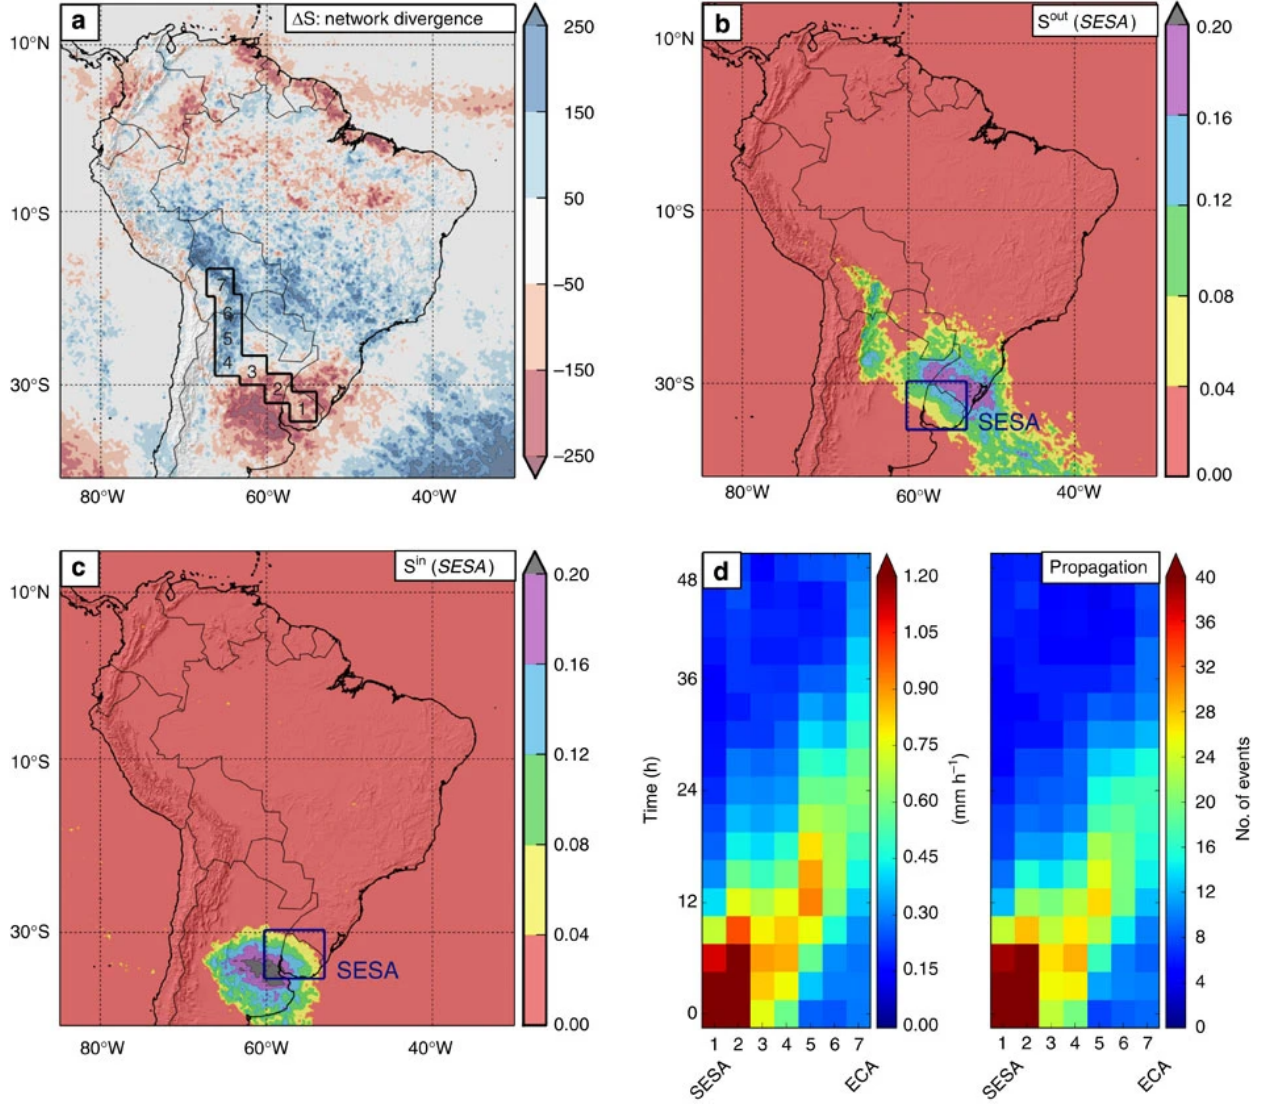 a
ΔS: network divergence
250
150
50
−50
−150
−250
10°N
10°S
30°S
80°W
60°W
40°W
7
6
5
4
3
2
1
b
S^out (SESA)
0.20
0.16
0.12
0.08
0.04
0.00
10°N
10°S
30°S
80°W
60°W
40°W
SESA
c
S^in (SESA)
0.20
0.16
0.12
0.08
0.04
0.00
10°N
10°S
30°S
80°W
60°W
40°W
SESA
d
Time (h)
48
36
24
12
0
1 2 3 4 5 6 7
SESA
ECA
1.20
1.05
0.90
0.75
0.60
0.45
0.30
0.15
0.00
(mm h⁻¹)
Propagation
1 2 3 4 5 6 7
SESA
ECA
40
36
32
28
24
20
16
12
8
4
0
No. of events